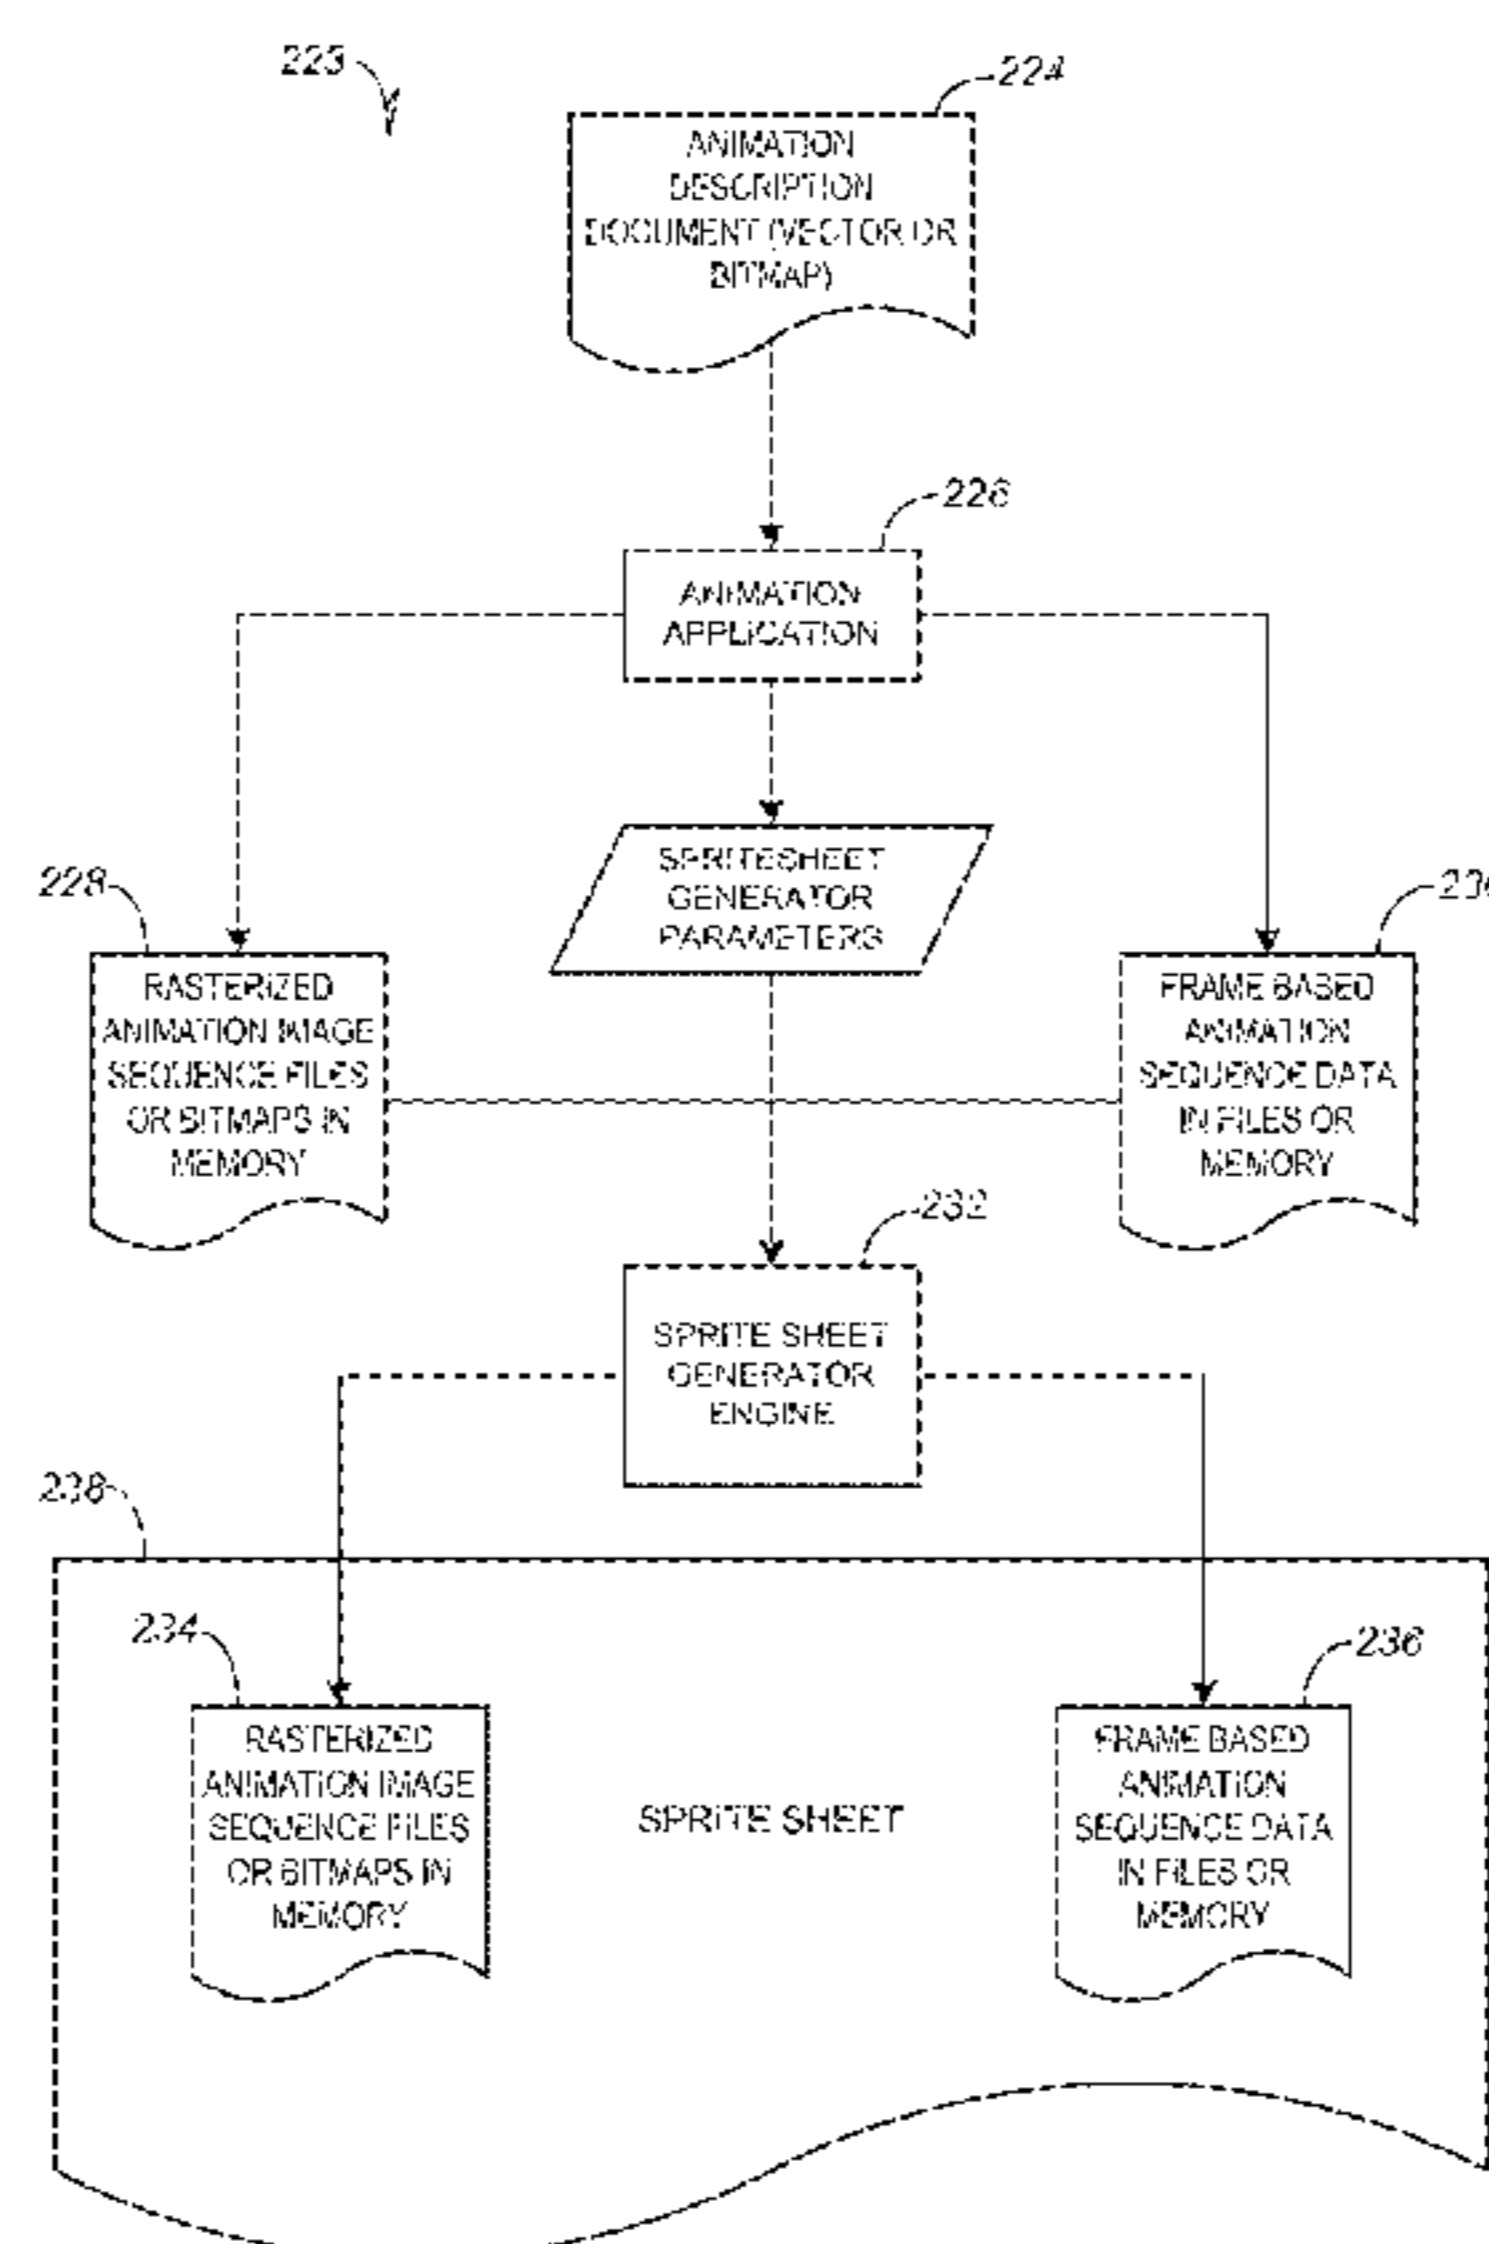 223
224
ANIMATION
DESCRIPTION
DOCUMENT (VECTOR OR
BITMAP)
226
ANIMATION
APPLICATION
SPRITESHEET
GENERATOR
PARAMETERS
228
RASTERIZED
ANIMATION IMAGE
SEQUENCE FILES
OR BITMAPS IN
MEMORY
FRAME BASED
ANIMATION
SEQUENCE DATA
IN FILES OR
MEMORY
232
SPRITE SHEET
GENERATOR
ENGINE
238
234
RASTERIZED
ANIMATION IMAGE
SEQUENCE FILES
OR BITMAPS IN
MEMORY
SPRITE SHEET
236
FRAME BASED
ANIMATION
SEQUENCE DATA
IN FILES OR
MEMORY